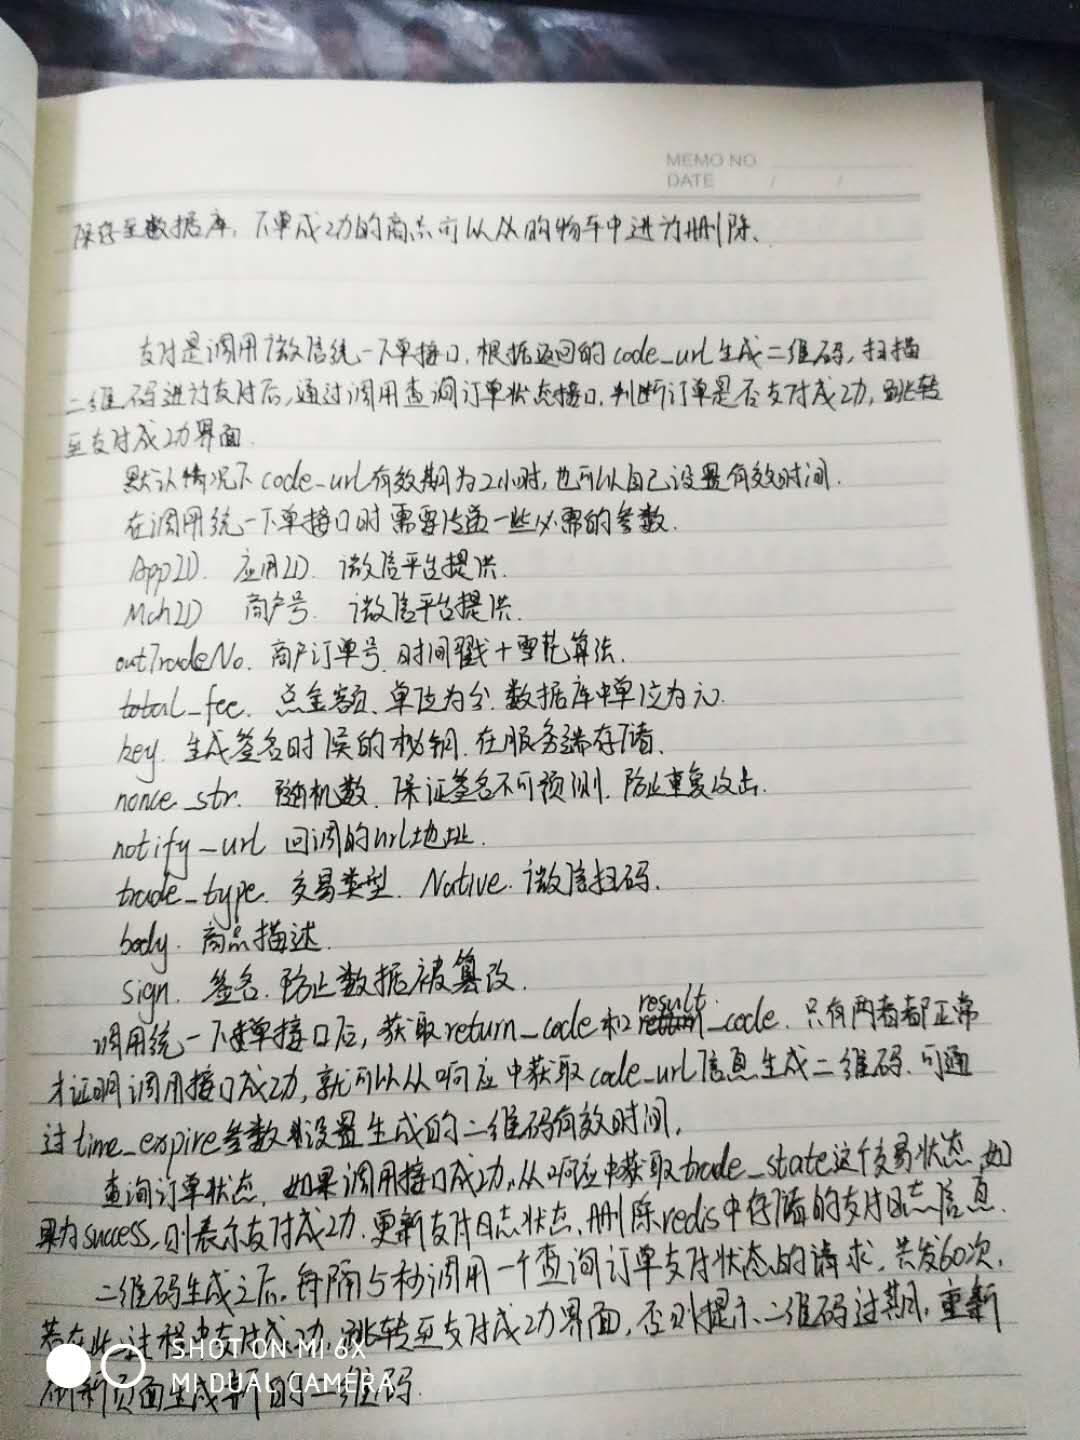 MEMO NO.
DATE / /
保存至数据库。下单成功的商品可以从购物车中进行删除、
支付是调用微信统一下单接口，根据返回的code_url生成二维码，扫描
二维码进行支付后，通过调用查询订单状态接口，判断订单是否支付成功，跳转
至支付成功界面.
默认情况下code_url有效期为2小时，也可以自己设置有效时间.
在调用统一下单接口时需要传递一些必需的参数.
AppID. 应用ID. 微信平台提供.
MchID 商户号. 微信平台提供.
outTradeNo. 商户订单号. 时间戳+雪花算法.
total_fee. 总金额、单位为分. 数据库中单位为元.
key. 生成签名时候的秘钥. 在服务端存储、
nonce_str. 随机数、保证签名不可预测. 防止重复攻击.
notify_url 回调的url地址.
trade_type. 交易类型. Native. 微信扫码.
body. 商品描述.
sign. 签名. 防止数据被篡改.
调用统一下单接口后，获取return_code和result_code. 只有两者都正常
才证明调用接口成功，就可以从响应中获取code_url信息生成二维码、可通
过time_expire参数设置生成的二维码有效时间.
查询订单状态. 如果调用接口成功，从响应中获取trade_state这个交易状态，如
果为success，则表示支付成功. 更新支付日志状态、删除redis中存储的支付日志信息.
二维码生成之后，每隔5秒调用一个查询订单支付状态的请求，共发60次，
若在此过程中支付成功，跳转至支付成功界面，否则提示二维码过期，重新
刷新页面生成新的二维码.
SHOT ON MI 6X
MI DUAL CAMERA